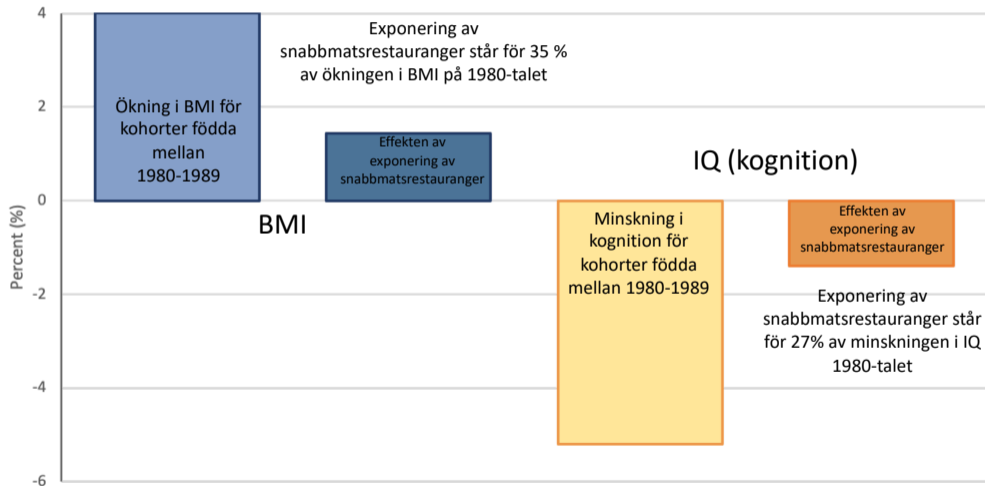 4
2
0
-2
-4
-6
Percent (%)
Exponering av
snabbmatsrestauranger står för 35 %
av ökningen i BMI på 1980-talet
Ökning i BMI för
kohorter födda
mellan
1980-1989
Effekten av
exponering av
snabbmatsrestauranger
BMI
IQ (kognition)
Minskning i
kognition för
kohorter födda
mellan 1980-1989
Effekten av
exponering av
snabbmatsrestauranger
Exponering av
snabbmatsrestauranger står
för 27% av minskningen i IQ
1980-talet